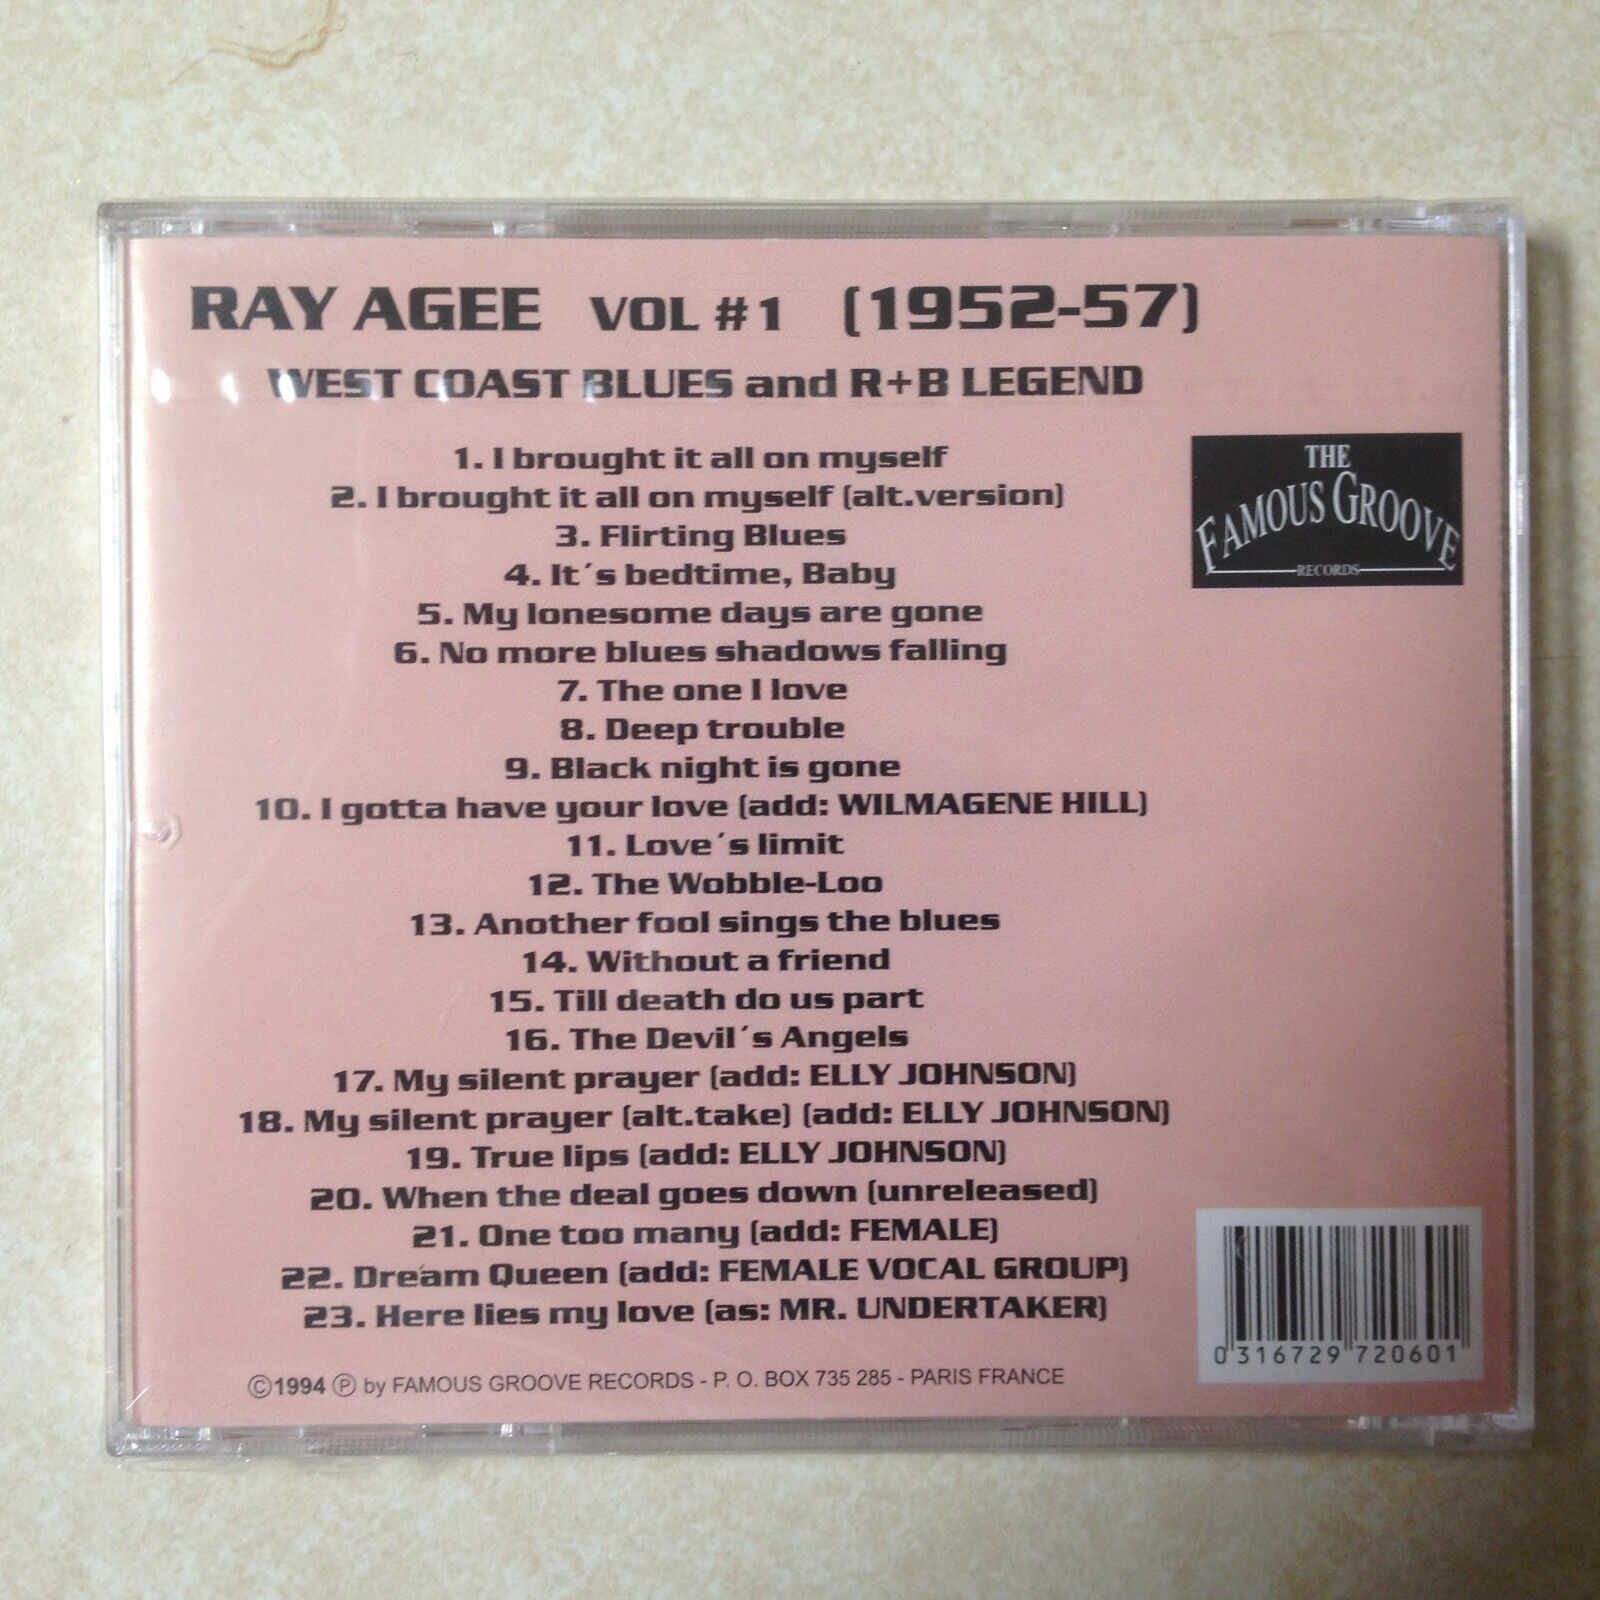 RAY AGEE VOL #1 (1952-57)
WEST COAST BLUES and R+B LEGEND
1. I brought it all on myself
2. I brought it all on myself (alt.version)
3. Flirting Blues
4. It´s bedtime, Baby
5. My lonesome days are gone
6. No more blues shadows falling
7. The one I love
8. Deep trouble
9. Black night is gone
10. I gotta have your love (add: WILMAGENE HILL)
11. Love´s limit
12. The Wobble-Loo
13. Another fool sings the blues
14. Without a friend
15. Till death do us part
16. The Devil´s Angels
17. My silent prayer (add: ELLY JOHNSON)
18. My silent prayer (alt.take) (add: ELLY JOHNSON)
19. True lips (add: ELLY JOHNSON)
20. When the deal goes down (unreleased)
21. One too many (add: FEMALE)
22. Dream Queen (add: FEMALE VOCAL GROUP)
23. Here lies my love (as: MR. UNDERTAKER)
©1994 ℗ by FAMOUS GROOVE RECORDS - P. O. BOX 735 285 - PARIS FRANCE
THE
FAMOUS GROOVE
RECORDS
0 316729 720601